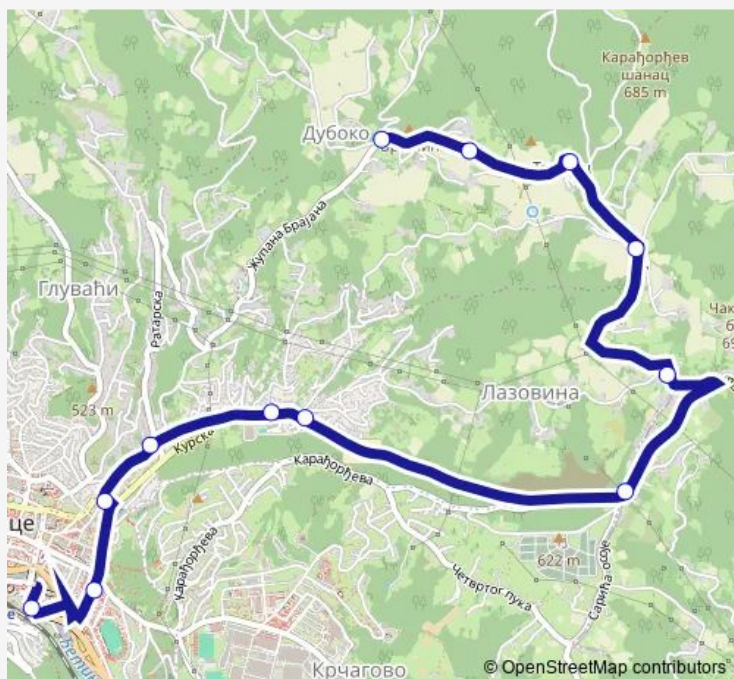 Карађорђев
шанац
685 m
Дубоко
Жупана Брајана
Глуваћи
Ратарска
523 m
Лазовина
Курска
Карађорђева
це
622 m
Карађорђева
Четвртог пука
Сарића осоје
Крчагово
© OpenStreetMap contributors